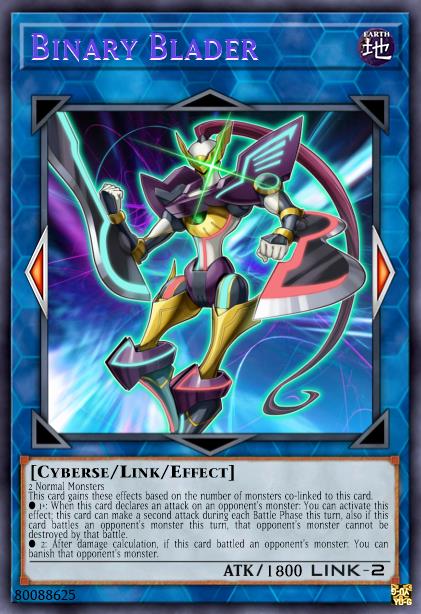 BINARY BLADER
EARTH
地
[CYBERSE/LINK/EFFECT]
2 Normal Monsters
This card gains these effects based on the number of monsters co-linked to this card.
● 1+: When this card declares an attack on an opponent's monster: You can activate this
effect; this card can make a second attack during each Battle Phase this turn, also if this
card battles an opponent's monster this turn, that opponent's monster cannot be
destroyed by that battle.
● 2: After damage calculation, if this card battled an opponent's monster: You can
banish that opponent's monster.
ATK/1800 LINK-2
80088625